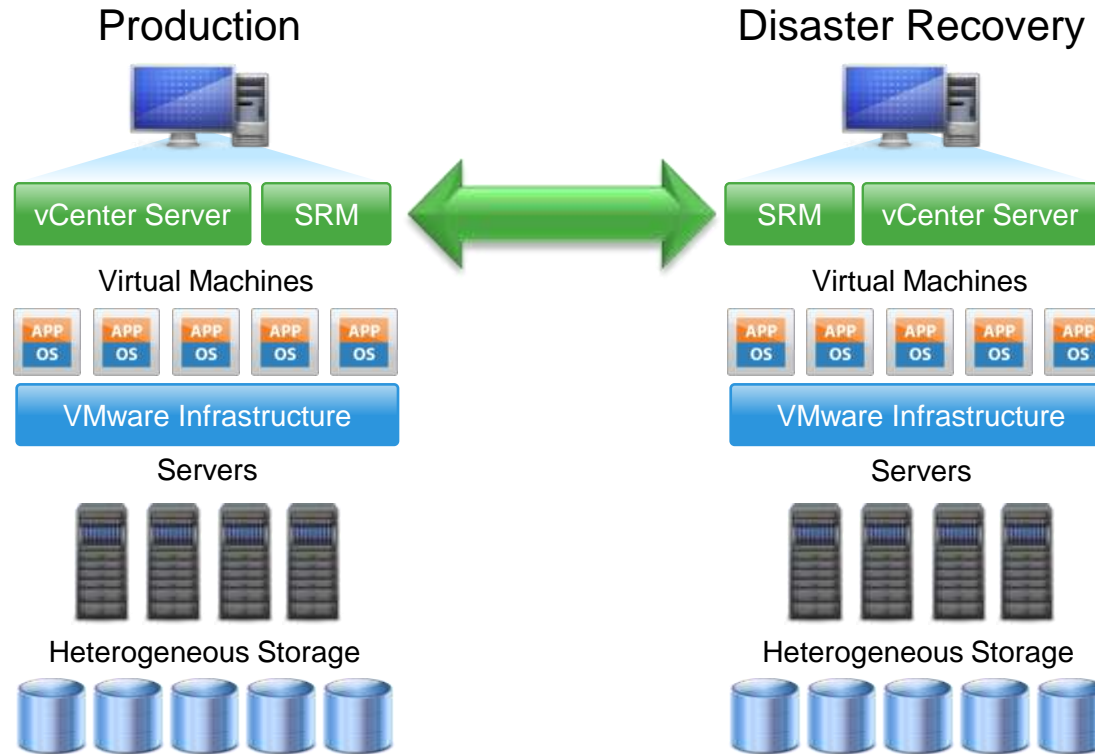 Production
Disaster Recovery
vCenter Server
SRM
SRM
vCenter Server
Virtual Machines
Virtual Machines
APP APP APP APP APP
OS OS OS OS OS
APP APP APP APP APP
OS OS OS OS OS
VMware Infrastructure
VMware Infrastructure
Servers
Servers
Heterogeneous Storage
Heterogeneous Storage